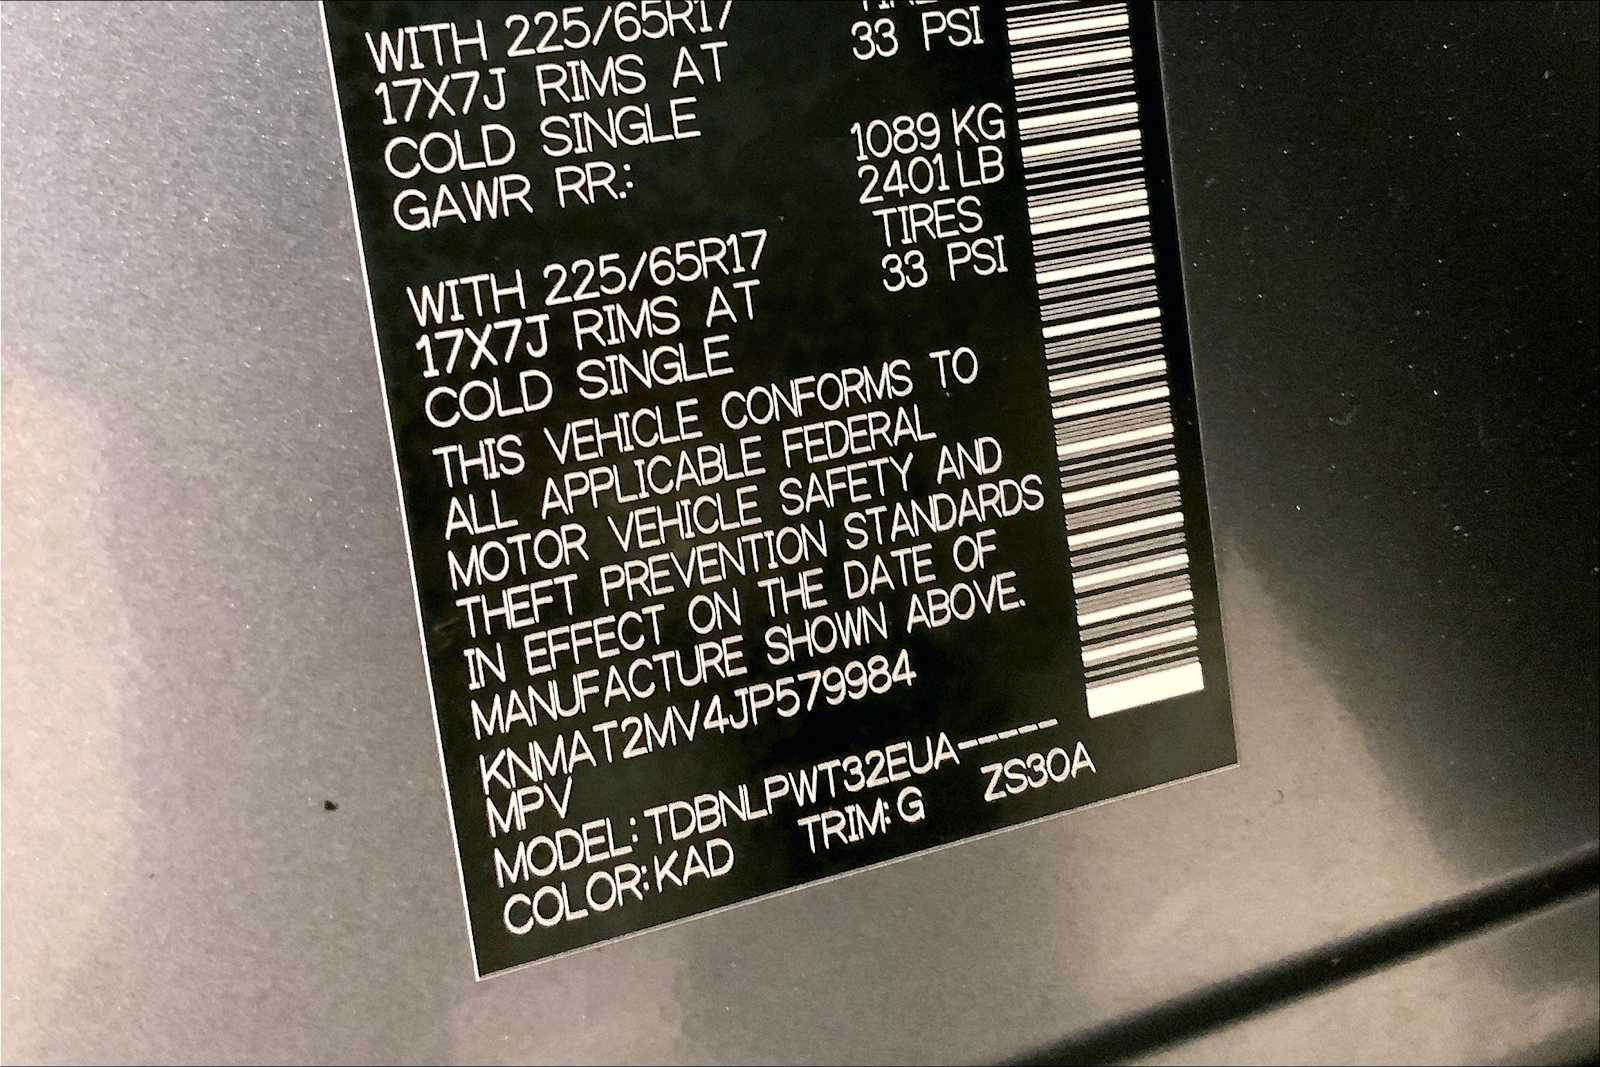 WITH 225/65R17
17X7J RIMS AT 33 PSI
COLD SINGLE
GAWR RR.: 1089 KG
2401 LB
WITH 225/65R17 TIRES
17X7J RIMS AT 33 PSI
COLD SINGLE
THIS VEHICLE CONFORMS TO
ALL APPLICABLE FEDERAL
MOTOR VEHICLE SAFETY AND
THEFT PREVENTION STANDARDS
IN EFFECT ON THE DATE OF
MANUFACTURE SHOWN ABOVE.
KNMAT2MV4JP579984
MPV
MODEL: TDBNLPWT32EUA-----
COLOR: KAD TRIM: G ZS30A